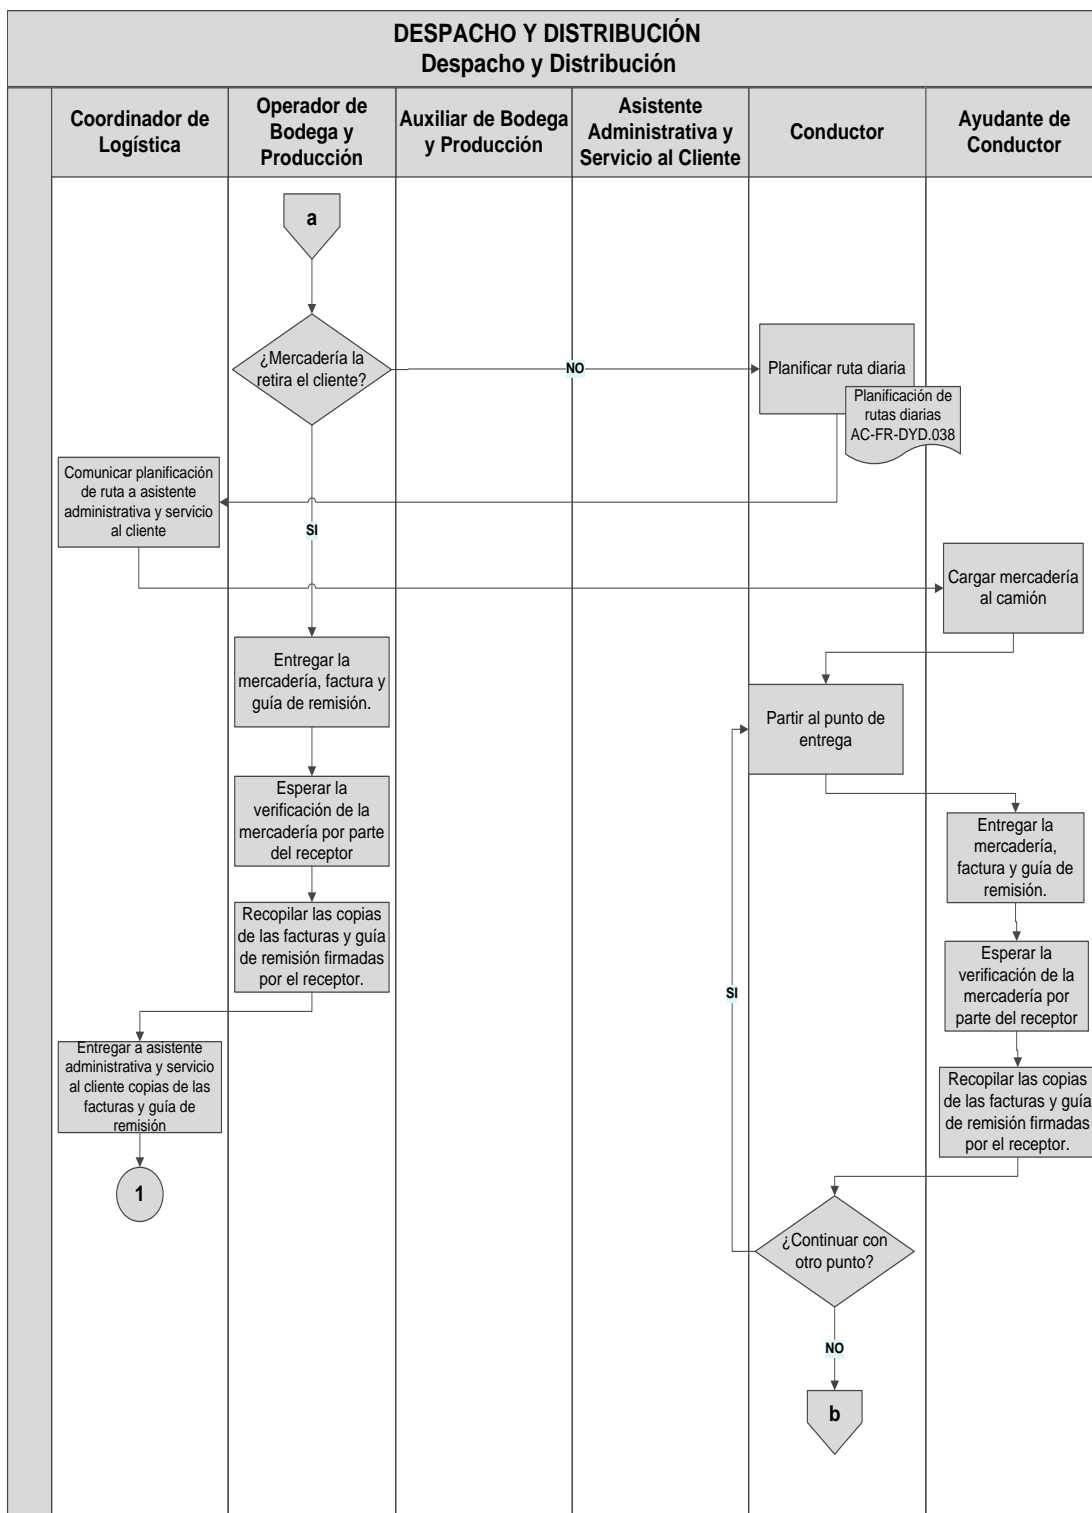 DESPACHO Y DISTRIBUCIÓN
Despacho y Distribución
Coordinador de
Logística
Operador de
Bodega y
Producción
Auxiliar de Bodega
y Producción
Asistente
Administrativa y
Servicio al Cliente
Conductor
Ayudante de
Conductor
a
¿Mercadería la
retira el cliente?
NO
Planificar ruta diaria
Planificación de
rutas diarias
AC-FR-DYD.038
Comunicar planificación
de ruta a asistente
administrativa y servicio
al cliente
SI
Cargar mercadería
al camión
Entregar la
mercadería, factura y
guía de remisión.
Partir al punto de
entrega
Esperar la
verificación de la
mercadería por parte
del receptor
Entregar la
mercadería,
factura y guía de
remisión.
Recopilar las copias
de las facturas y guía
de remisión firmadas
por el receptor.
Esperar la
verificación de la
mercadería por
parte del receptor
SI
Entregar a asistente
administrativa y servicio
al cliente copias de las
facturas y guía de
remisión
Recopilar las copias
de las facturas y guía
de remisión firmadas
por el receptor.
1
¿Continuar con
otro punto?
NO
b